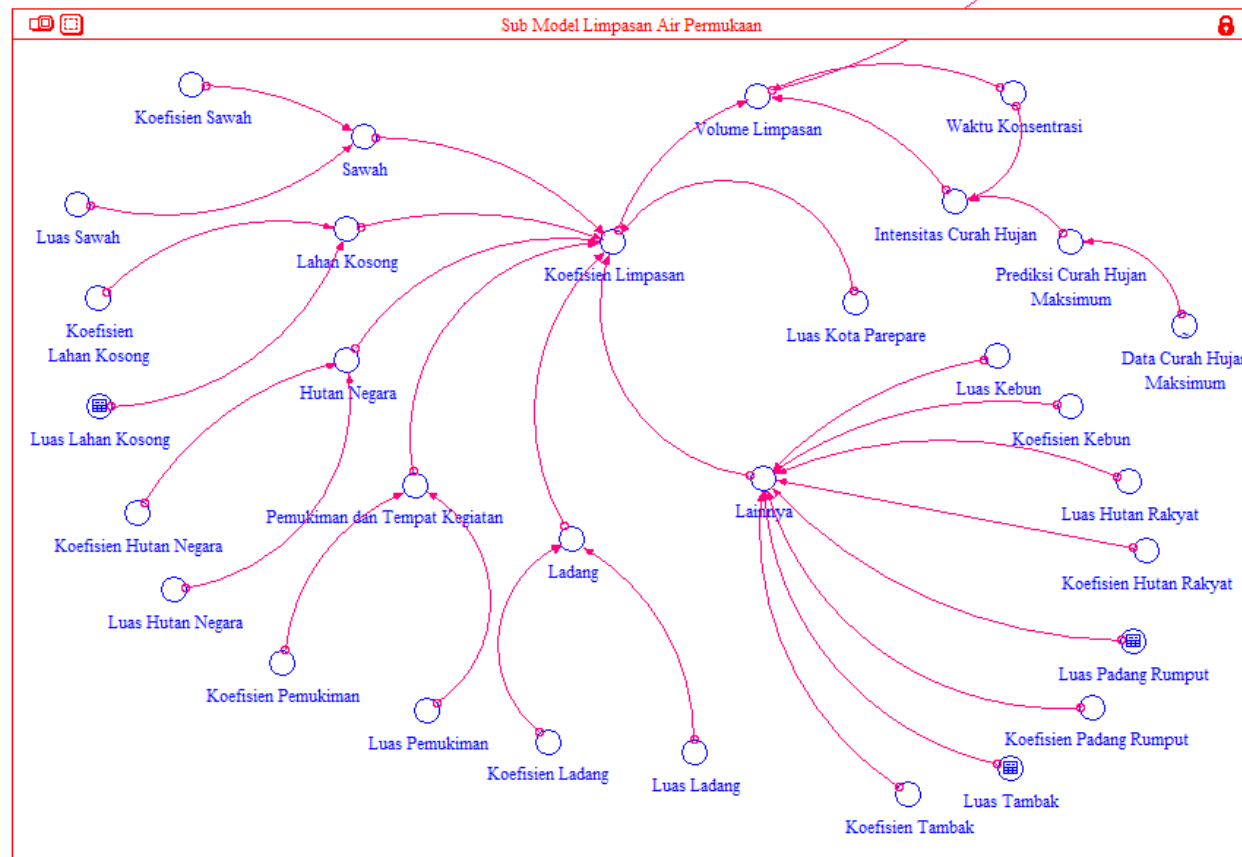 Sub Model Limpasan Air Permukaan
Koefisien Sawah
Volume Limpasan
Waktu Konsentrasi
Sawah
Luas Sawah
Lahan Kosong
Koefisien Limpasan
Intensitas Curah Hujan
Prediksi Curah Hujan
Maksimum
Koefisien
Lahan Kosong
Luas Kota Parepare
Data Curah Hujan
Maksimum
Hutan Negara
Luas Kebun
Luas Lahan Kosong
Koefisien Kebun
Pemukiman dan Tempat Kegiatan
Lainnya
Luas Hutan Rakyat
Koefisien Hutan Negara
Ladang
Koefisien Hutan Rakyat
Luas Hutan Negara
Luas Padang Rumput
Koefisien Pemukiman
Luas Pemukiman
Koefisien Ladang
Luas Ladang
Koefisien Padang Rumput
Luas Tambak
Koefisien Tambak